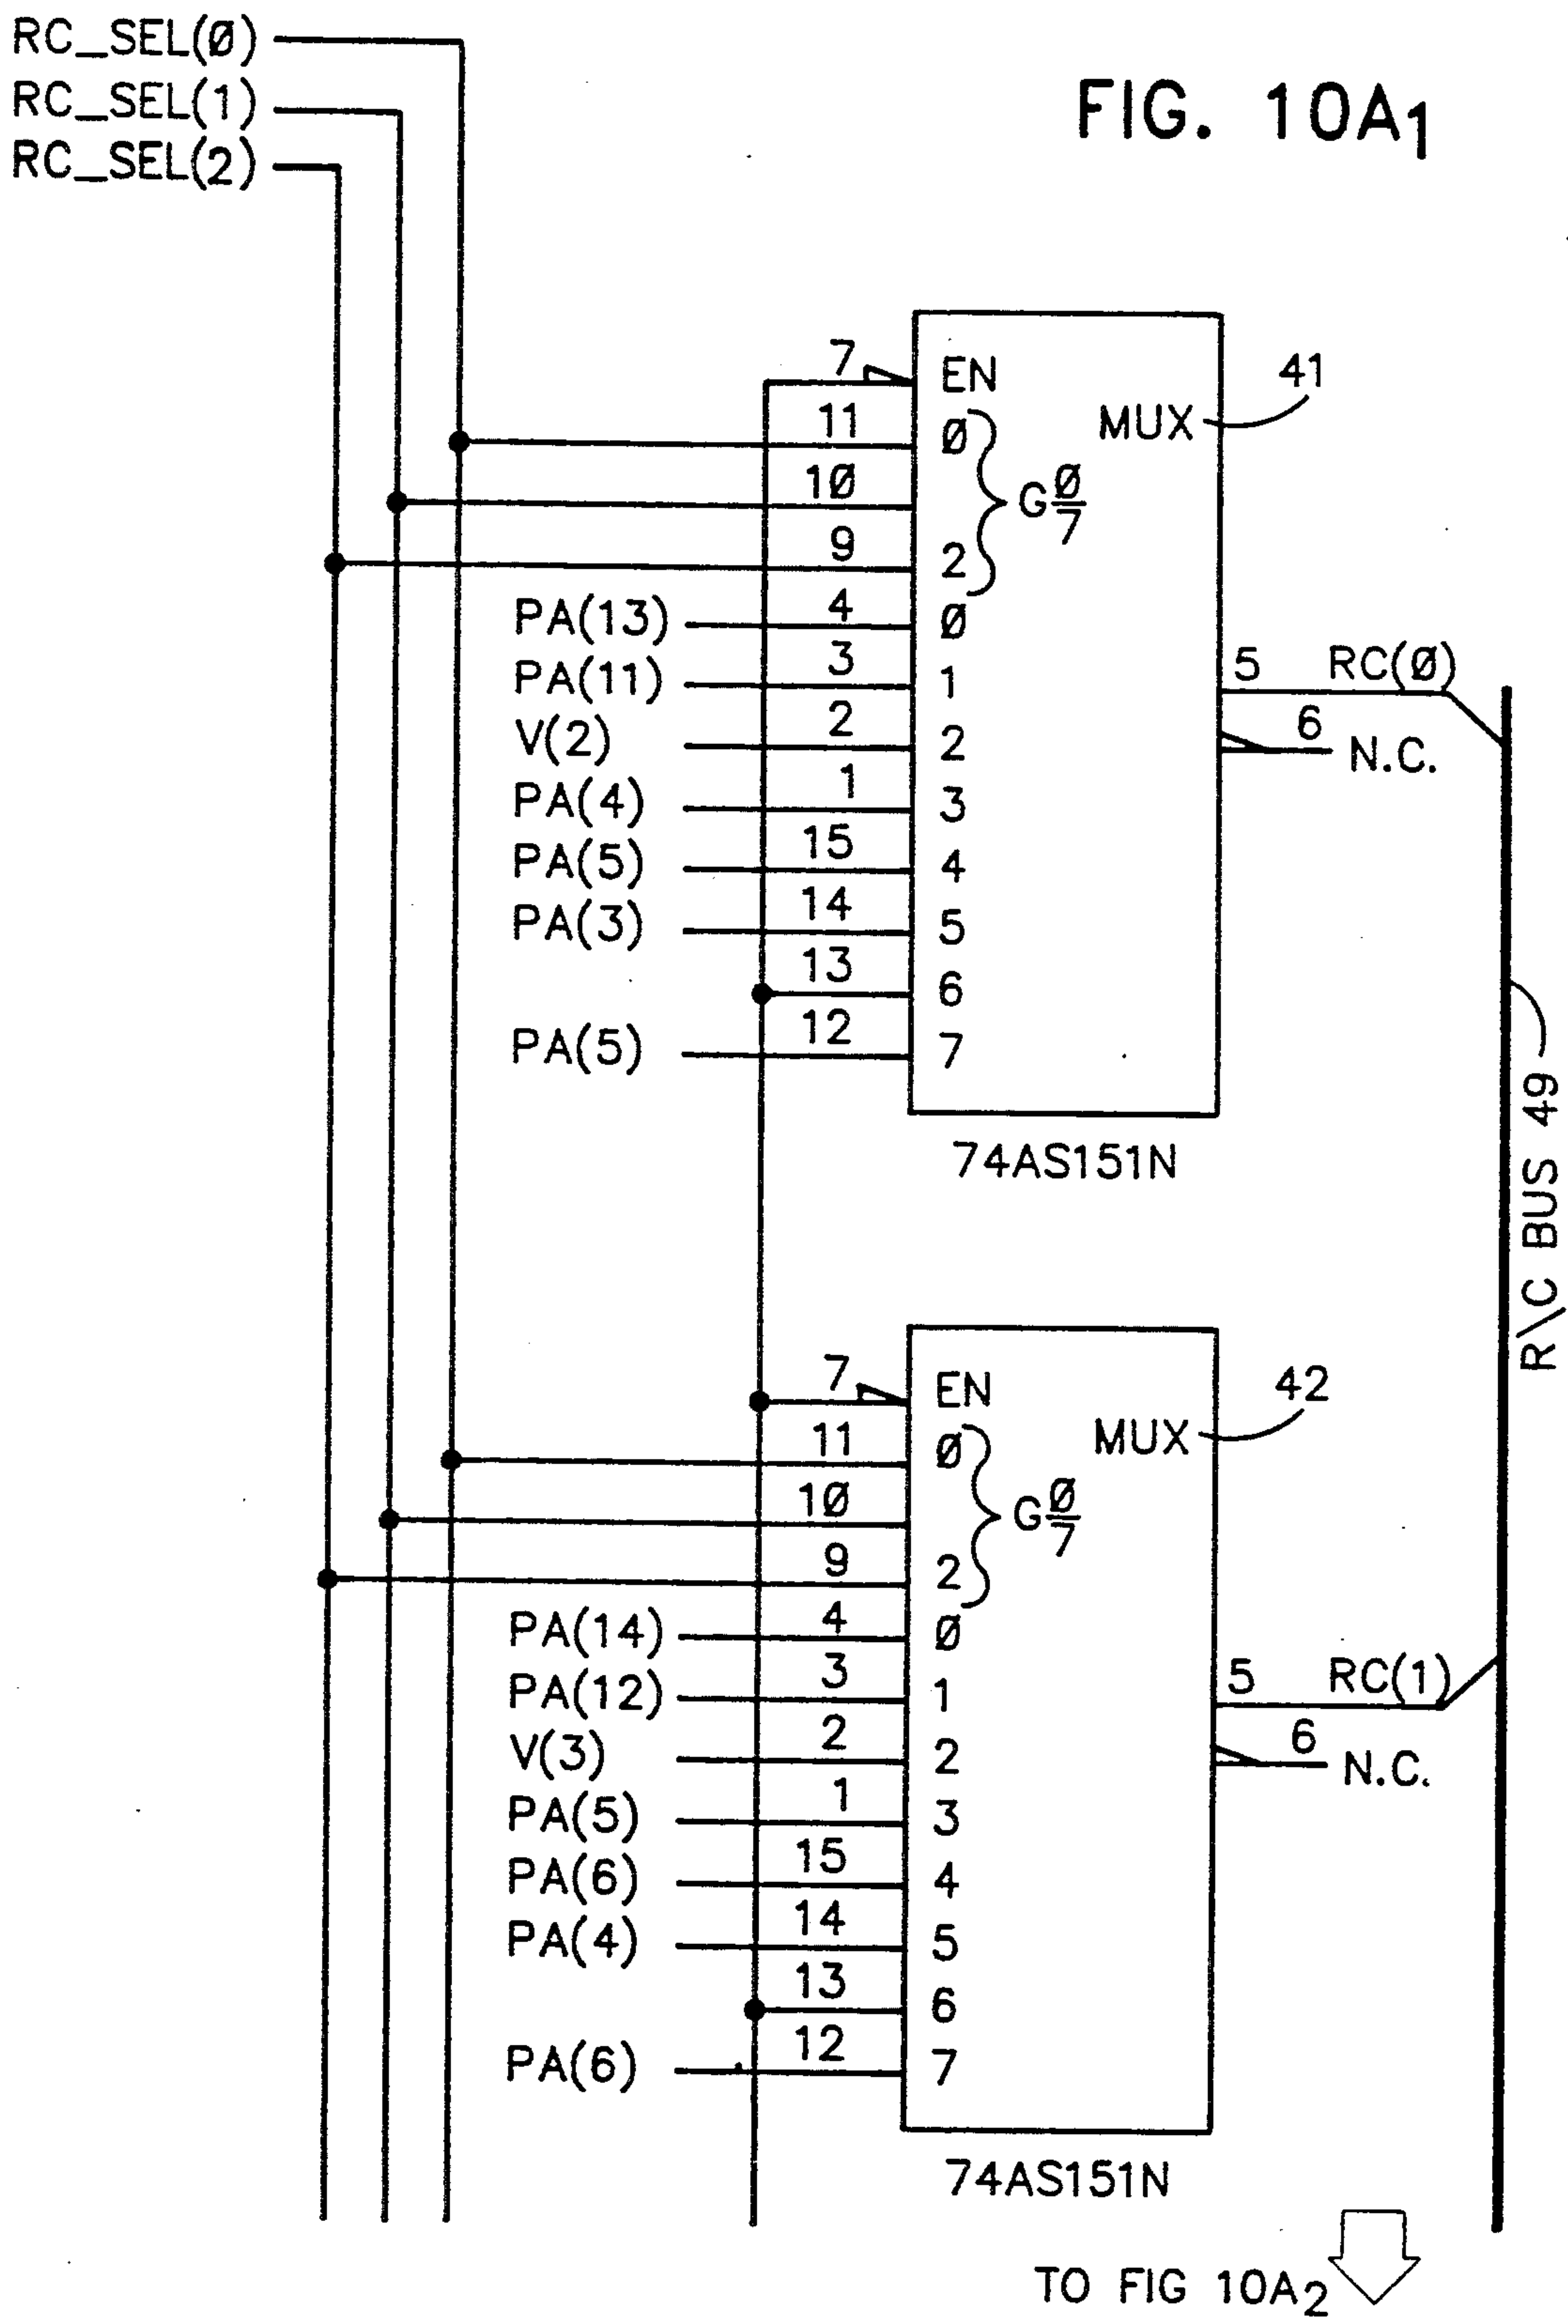 RC_SEL(Ø)
RC_SEL(1)
RC_SEL(2)
FIG. 10A1
7 EN
MUX 41
11 Ø
10̸ G Ø/7
9 2
PA(13) 4 Ø
PA(11) 3 1
5 RC(Ø)
V(2) 2 2
6 N.C.
PA(4) 1 3
PA(5) 15 4
PA(3) 14 5
13 6
PA(5) 12 7
74AS151N
R\C BUS 49
7 EN
MUX 42
11 Ø
1Ø G Ø/7
9 2
PA(14) 4 Ø
PA(12) 3 1
5 RC(1)
V(3) 2 2
6 N.C.
PA(5) 1 3
PA(6) 15 4
PA(4) 14 5
13 6
PA(6) 12 7
74AS151N
TO FIG 10A2